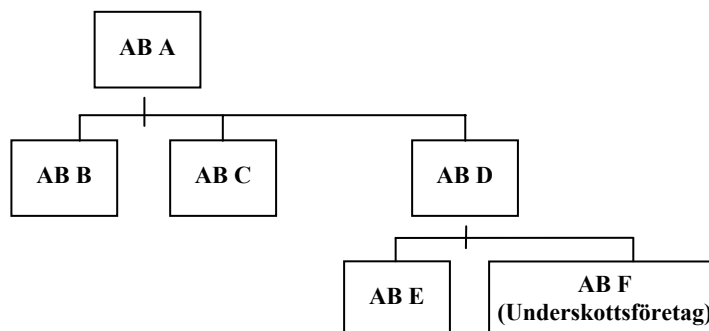 AB A
AB B
AB C
AB D
AB E
AB F
(Underskottsföretag)